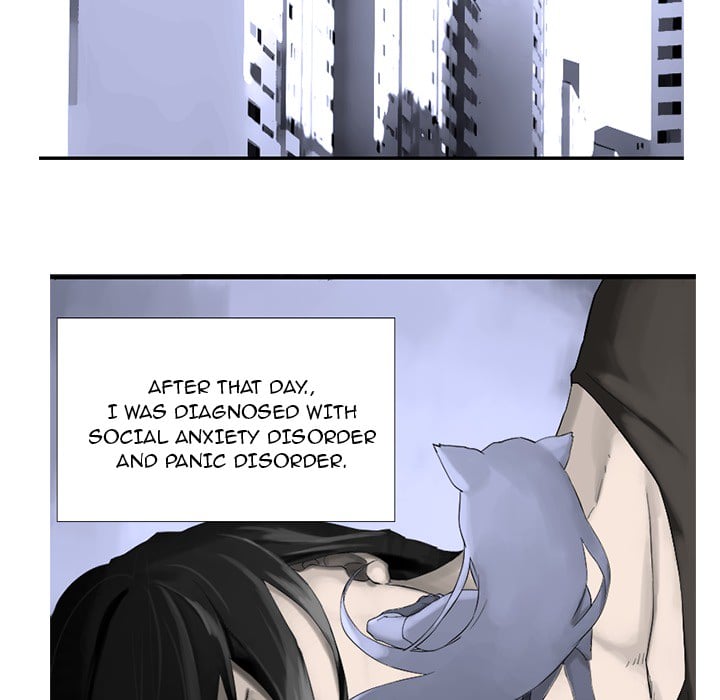 AFTER THAT DAY.,
I WAS DIAGNOSED WITH
SOCIAL ANXIETY DISORDER
AND PANIC DISORDER.